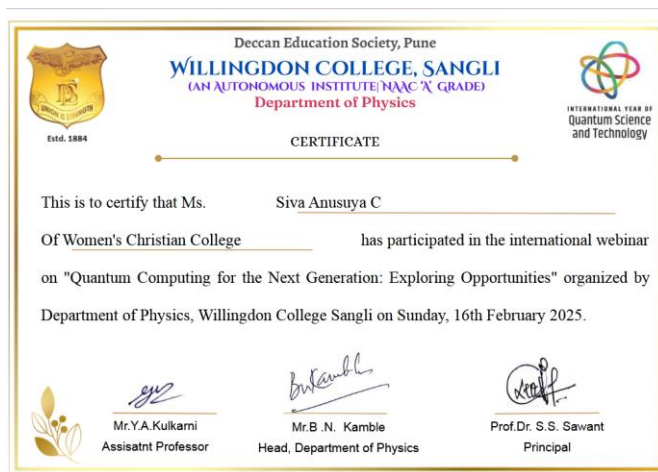 Deccan Education Society, Pune
WILLINGDON COLLEGE, SANGLI
(AN AUTONOMOUS INSTITUTE|NAAC 'A' GRADE)
Department of Physics
DES
UNION IS STRENGTH
Estd. 1884
INTERNATIONAL YEAR OF
Quantum Science
and Technology
CERTIFICATE
This is to certify that Ms. Siva Anusuya C
Of Women's Christian College has participated in the international webinar
on "Quantum Computing for the Next Generation: Exploring Opportunities" organized by
Department of Physics, Willingdon College Sangli on Sunday, 16th February 2025.
Mr.Y.A.Kulkarni
Assisatnt Professor
Mr.B .N. Kamble
Head, Department of Physics
Prof.Dr. S.S. Sawant
Principal